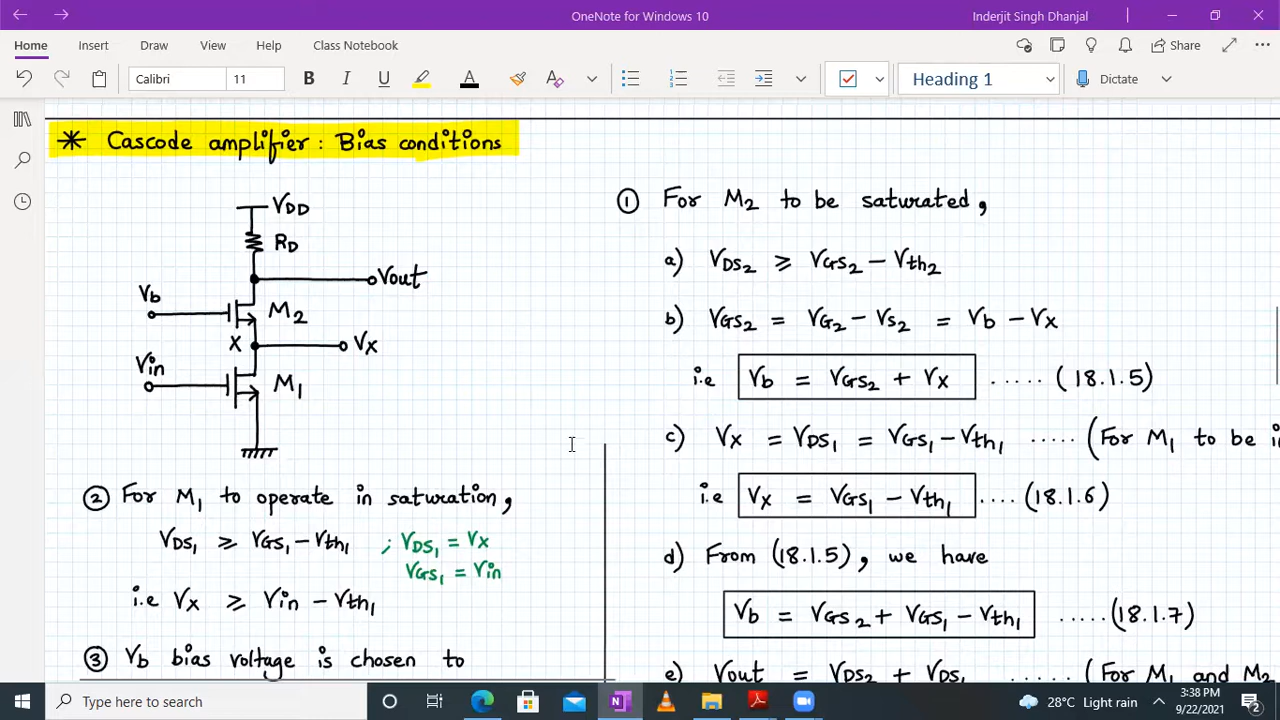 OneNote for Windows 10
Inderjit Singh Dhanjal
Home Insert Draw View Help Class Notebook Share
Calibri 11 B I U A Heading 1 Dictate
* Cascode amplifier : Bias conditions
VDD
RD
Vout
Vb
M2
X
Vx
Vin
M1
② For M1 to operate in saturation,
VDS1 ≥ VGS1 - Vth1 ; VDS1 = Vx
VGS1 = Vin
i.e Vx ≥ Vin - Vth1
③ Vb bias voltage is chosen to
① For M2 to be saturated,
a) VDS2 ≥ VGS2 - Vth2
b) VGS2 = VG2 - VS2 = Vb - Vx
i.e Vb = VGS2 + Vx ..... (18.1.5)
c) Vx = VDS1 = VGS1 - Vth1 ..... (For M1 to be i
i.e Vx = VGS1 - Vth1 .... (18.1.6)
d) From (18.1.5), we have
Vb = VGS2 + VGS1 - Vth1 ..... (18.1.7)
e) Vout = VDS2 + VDS1 ..... (For M1 and M2
Type here to search
28°C Light rain
3:38 PM
9/22/2021
2